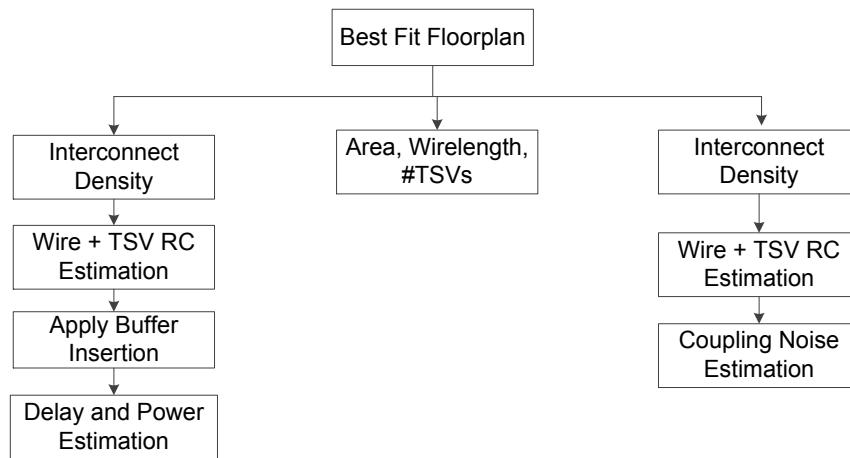 Best Fit Floorplan
Interconnect
Density
Wire + TSV RC
Estimation
Apply Buffer
Insertion
Delay and Power
Estimation
Area, Wirelength,
#TSVs
Interconnect
Density
Wire + TSV RC
Estimation
Coupling Noise
Estimation